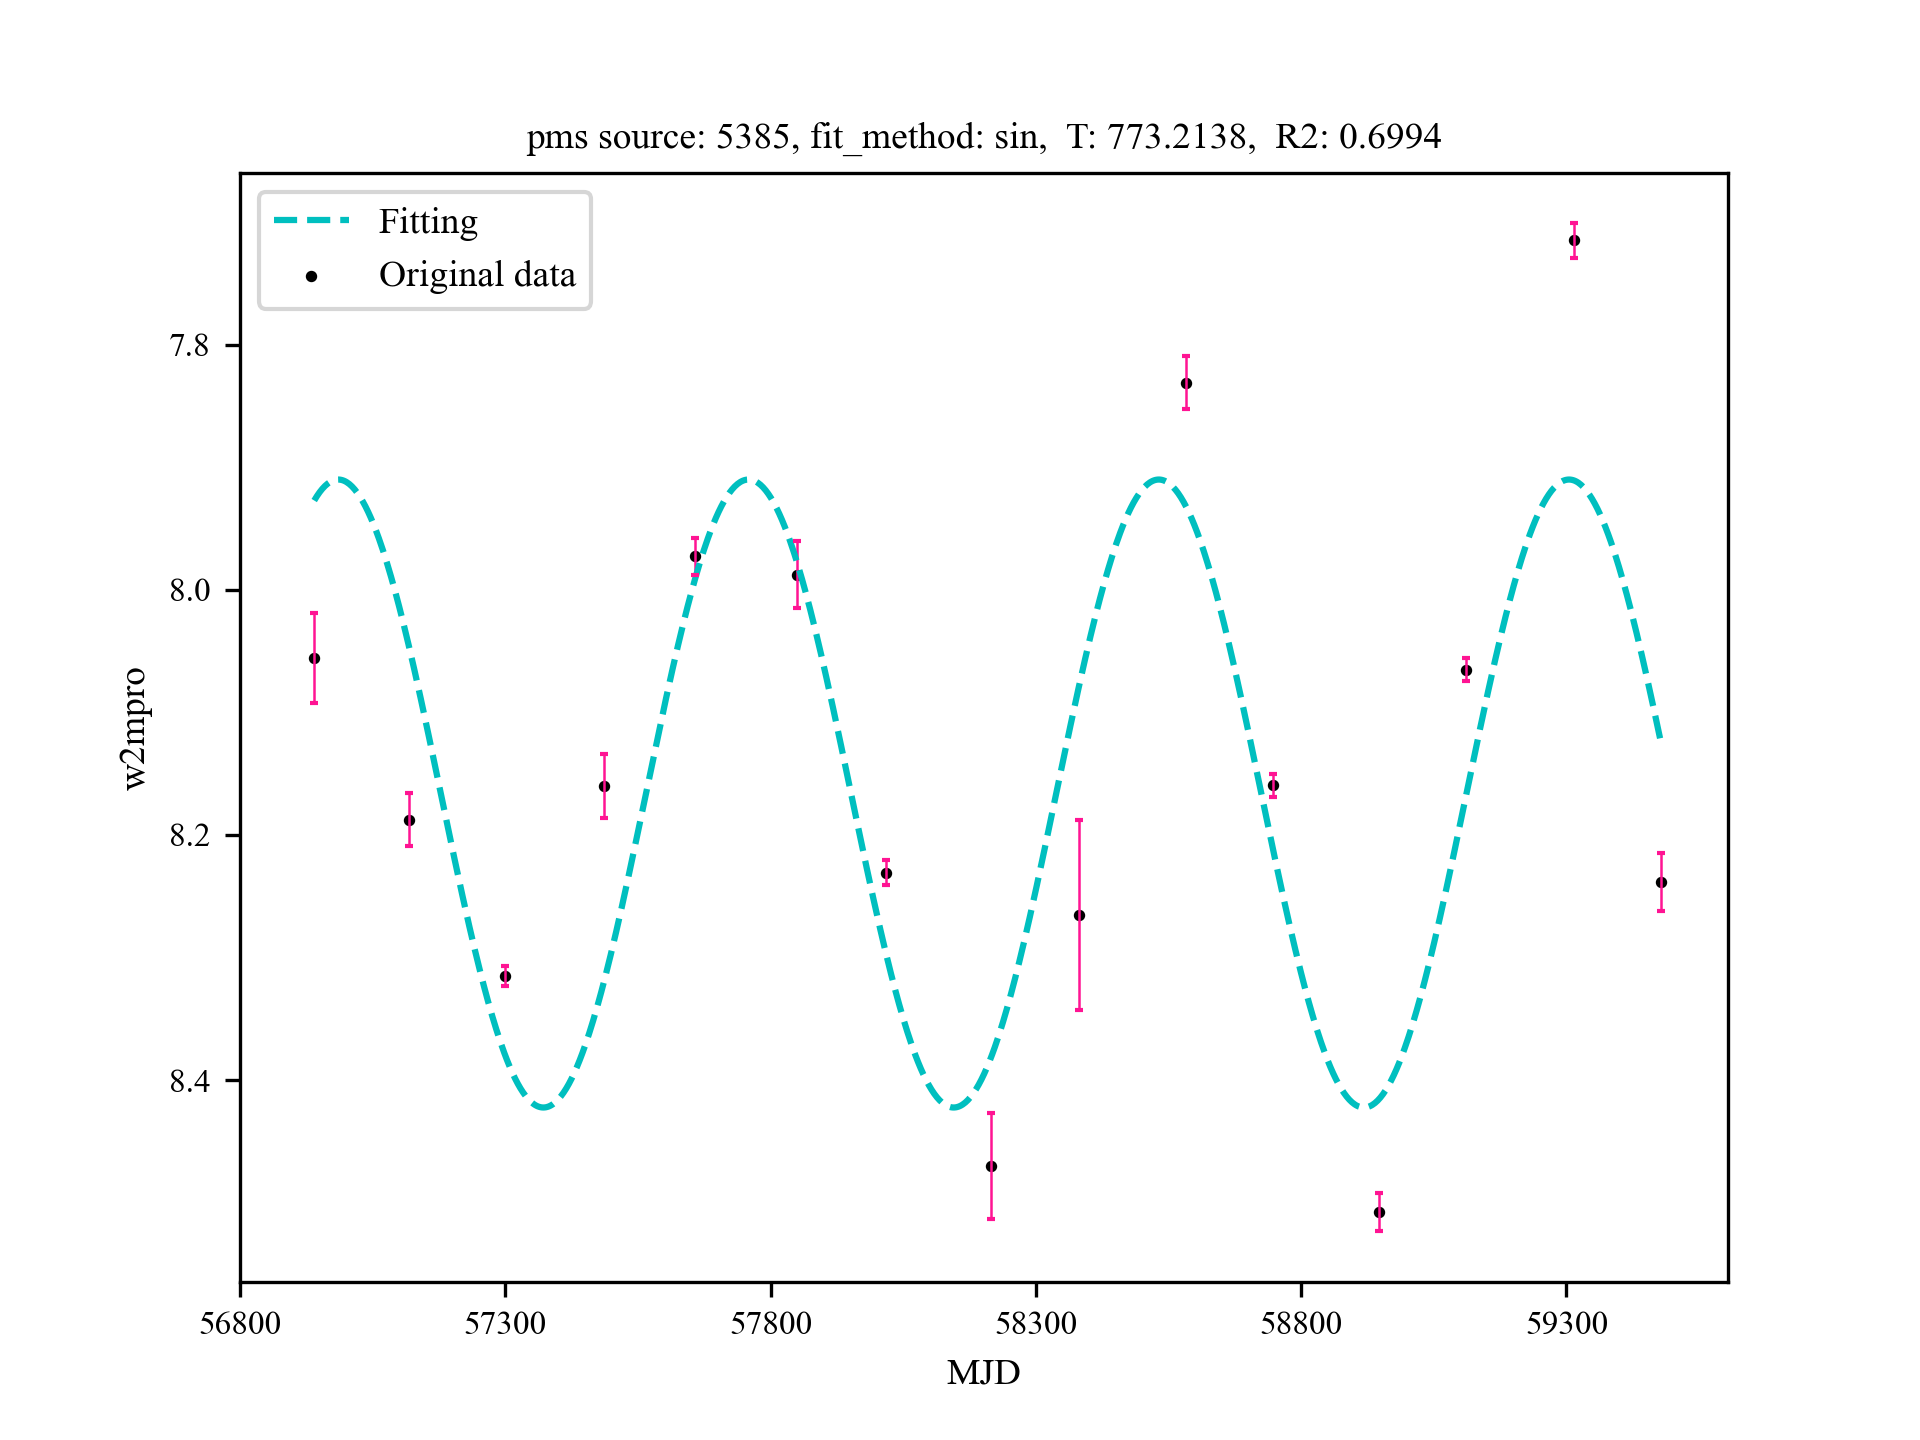 pms source: 5385, fit_method: sin,  T: 773.2138,  R2: 0.6994
Fitting
Original data
7.8
8.0
8.2
8.4
w2mpro
56800 57300 57800 58300 58800 59300
MJD